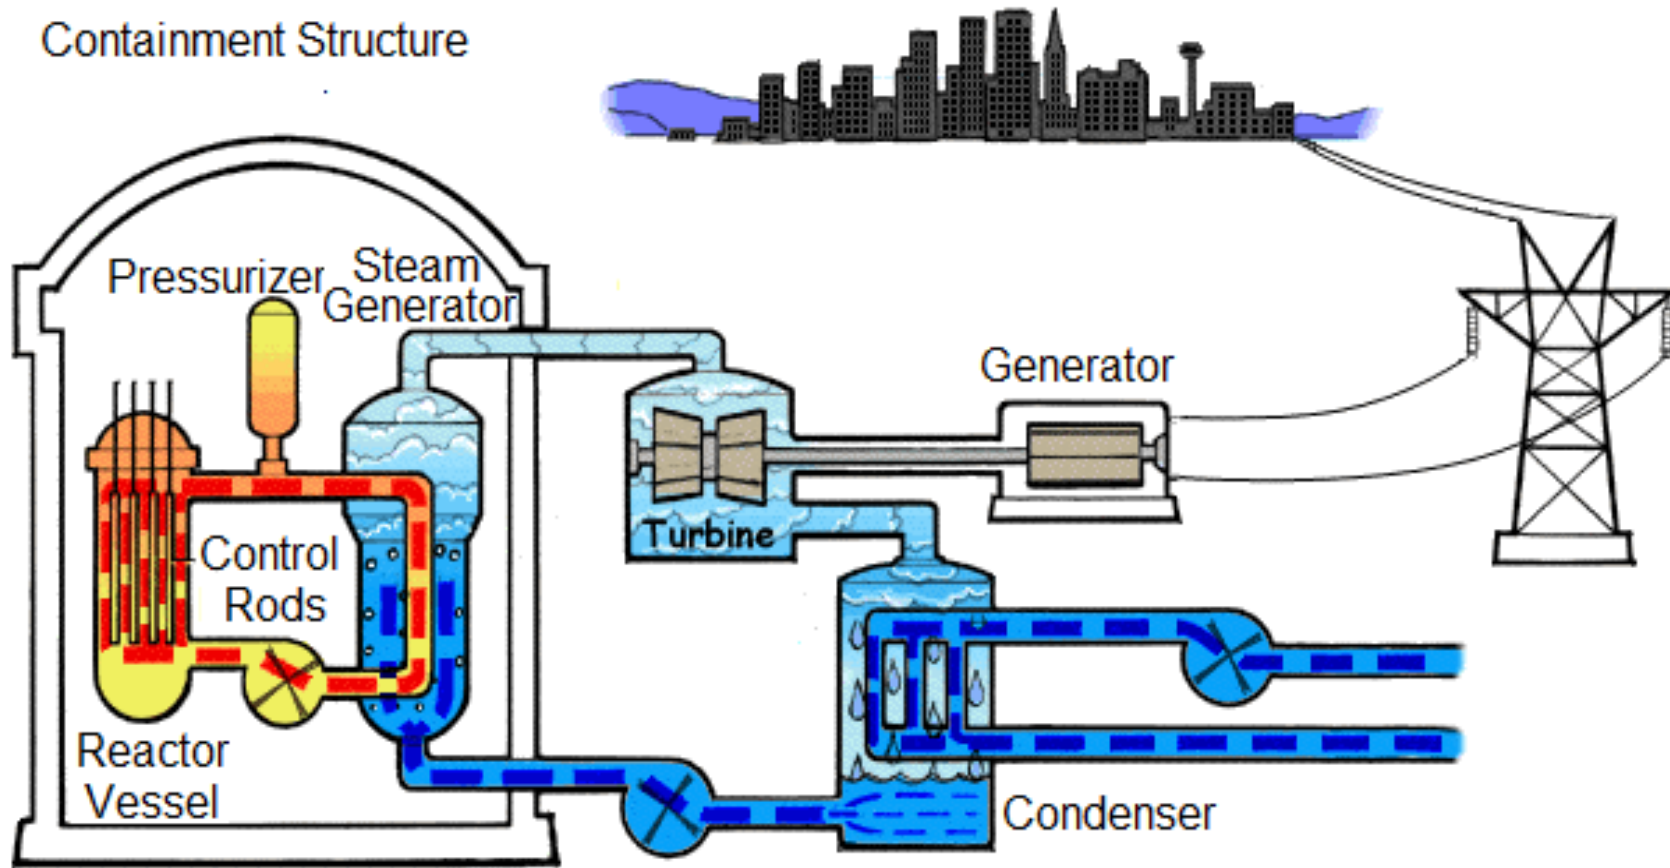 Containment Structure
Pressurizer
Steam
Generator
Generator
Turbine
Control
Rods
Reactor
Vessel
Condenser